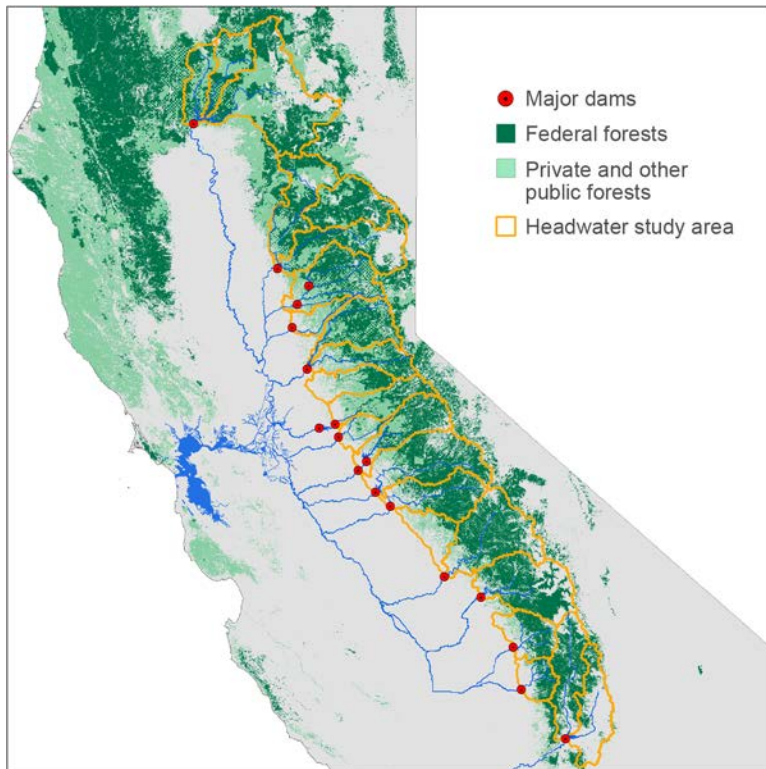 Major dams
Federal forests
Private and other
public forests
Headwater study area